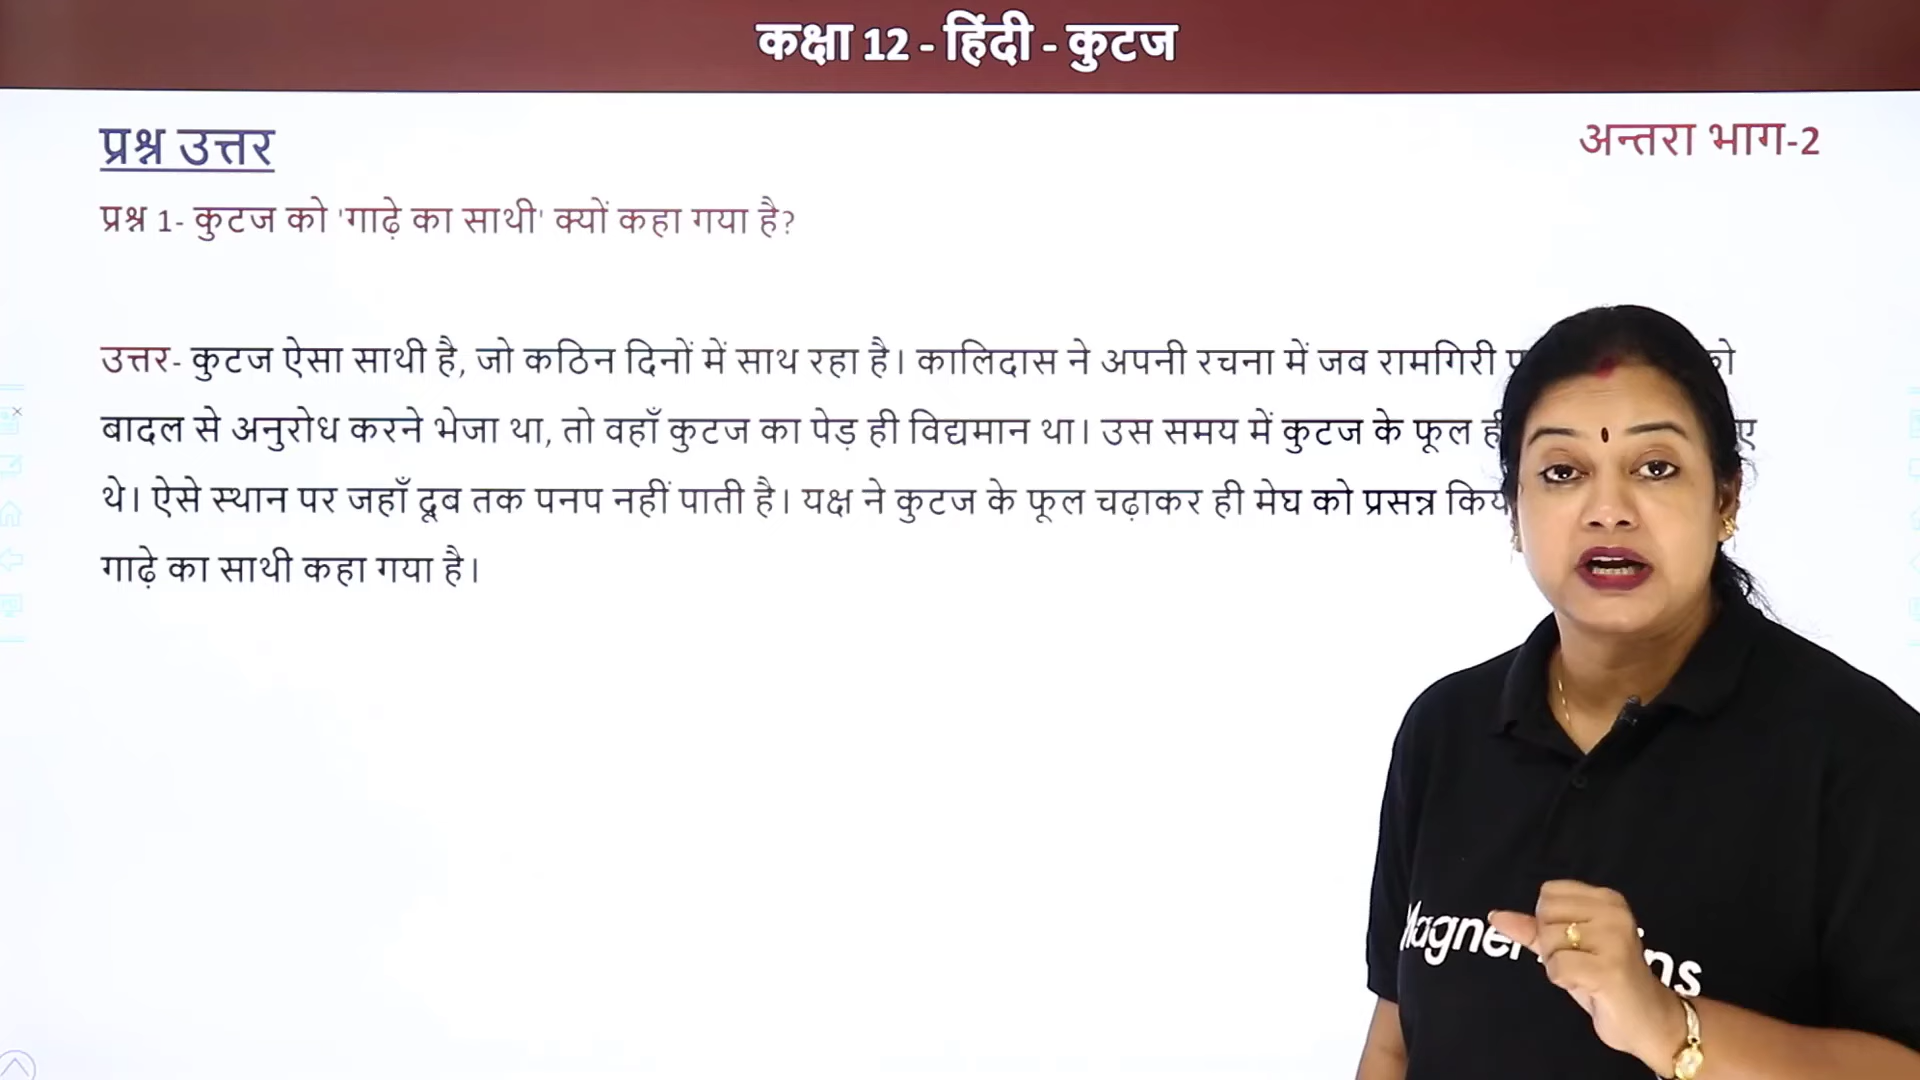 कक्षा 12 - हिंदी - कुटज
प्रश्न उत्तर
अन्तरा भाग-2
प्रश्न 1- कुटज को 'गाढ़े का साथी' क्यों कहा गया है?
उत्तर- कुटज ऐसा साथी है, जो कठिन दिनों में साथ रहा है। कालिदास ने अपनी रचना में जब रामगिरी को
बादल से अनुरोध करने भेजा था, तो वहाँ कुटज का पेड़ ही विद्यमान था। उस समय में कुटज के फूल ही
थे। ऐसे स्थान पर जहाँ दूब तक पनप नहीं पाती है। यक्ष ने कुटज के फूल चढ़ाकर ही मेघ को प्रसन्न
गाढ़े का साथी कहा गया है।